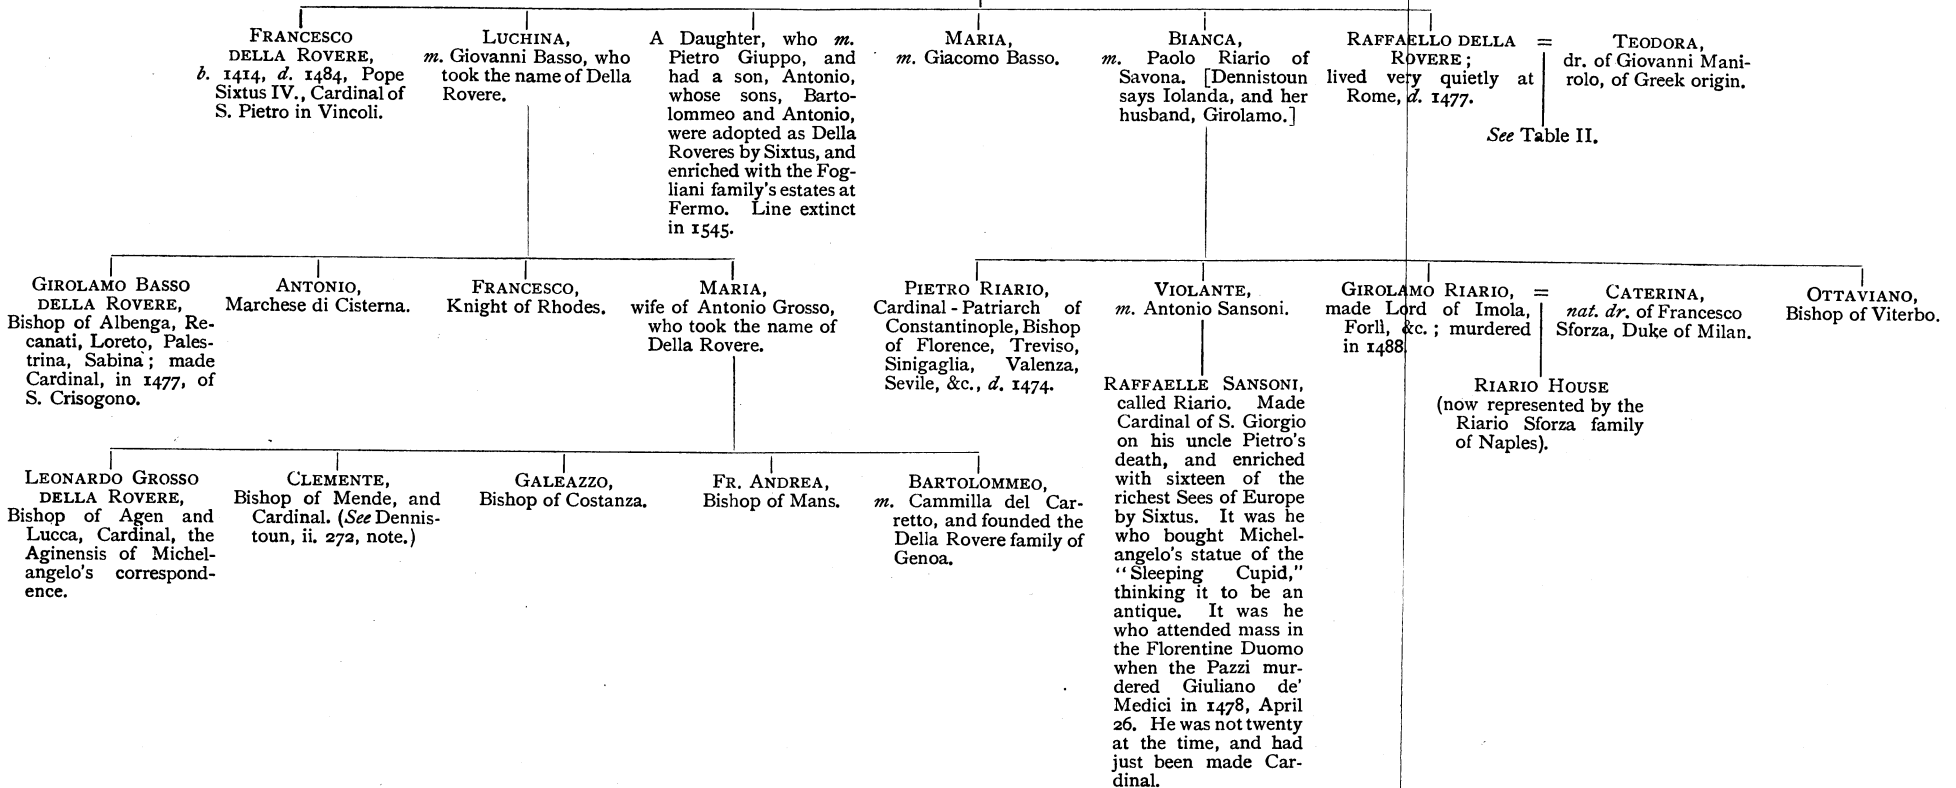 FRANCESCO
DELLA ROVERE,
b. 1414, d. 1484, Pope
Sixtus IV., Cardinal of
S. Pietro in Vincoli.
LUCHINA,
m. Giovanni Basso, who
took the name of Della
Rovere.
A Daughter, who m.
Pietro Giuppo, and
had a son, Antonio,
whose sons, Barto-
lommeo and Antonio,
were adopted as Della
Roveres by Sixtus, and
enriched with the Fog-
liani family's estates at
Fermo. Line extinct
in 1545.
MARIA,
m. Giacomo Basso.
BIANCA,
m. Paolo Riario of
Savona. [Dennistoun
says Iolanda, and her
husband, Girolamo.]
RAFFAELLO DELLA =
ROVERE;
lived very quietly at
Rome, d. 1477.
TEODORA,
dr. of Giovanni Mani-
rolo, of Greek origin.
See Table II.
GIROLAMO BASSO
DELLA ROVERE,
Bishop of Albenga, Re-
canati, Loreto, Pales-
trina, Sabina; made
Cardinal, in 1477, of
S. Crisogono.
ANTONIO,
Marchese di Cisterna.
FRANCESCO,
Knight of Rhodes.
MARIA,
wife of Antonio Grosso,
who took the name of
Della Rovere.
PIETRO RIARIO,
Cardinal-Patriarch of
Constantinople, Bishop
of Florence, Treviso,
Sinigaglia, Valenza,
Sevile, &c., d. 1474.
VIOLANTE,
m. Antonio Sansoni.
GIROLAMO RIARIO, =
made Lord of Imola,
Forlì, &c.; murdered
in 1488
CATERINA,
nat. dr. of Francesco
Sforza, Duke of Milan.
OTTAVIANO,
Bishop of Viterbo.
RAFFAELLE SANSONI,
called Riario. Made
Cardinal of S. Giorgio
on his uncle Pietro's
death, and enriched
with sixteen of the
richest Sees of Europe
by Sixtus. It was he
who bought Michel-
angelo's statue of the
"Sleeping Cupid,"
thinking it to be an
antique. It was he
who attended mass in
the Florentine Duomo
when the Pazzi mur-
dered Giuliano de'
Medici in 1478, April
26. He was not twenty
at the time, and had
just been made Car-
dinal.
RIARIO HOUSE
(now represented by the
Riario Sforza family
of Naples).
LEONARDO GROSSO
DELLA ROVERE,
Bishop of Agen and
Lucca, Cardinal, the
Aginensis of Michel-
angelo's correspond-
ence.
CLEMENTE,
Bishop of Mende, and
Cardinal. (See Dennis-
toun, ii. 272, note.)
GALEAZZO,
Bishop of Costanza.
FR. ANDREA,
Bishop of Mans.
BARTOLOMMEO,
m. Cammilla del Car-
retto, and founded the
Della Rovere family of
Genoa.